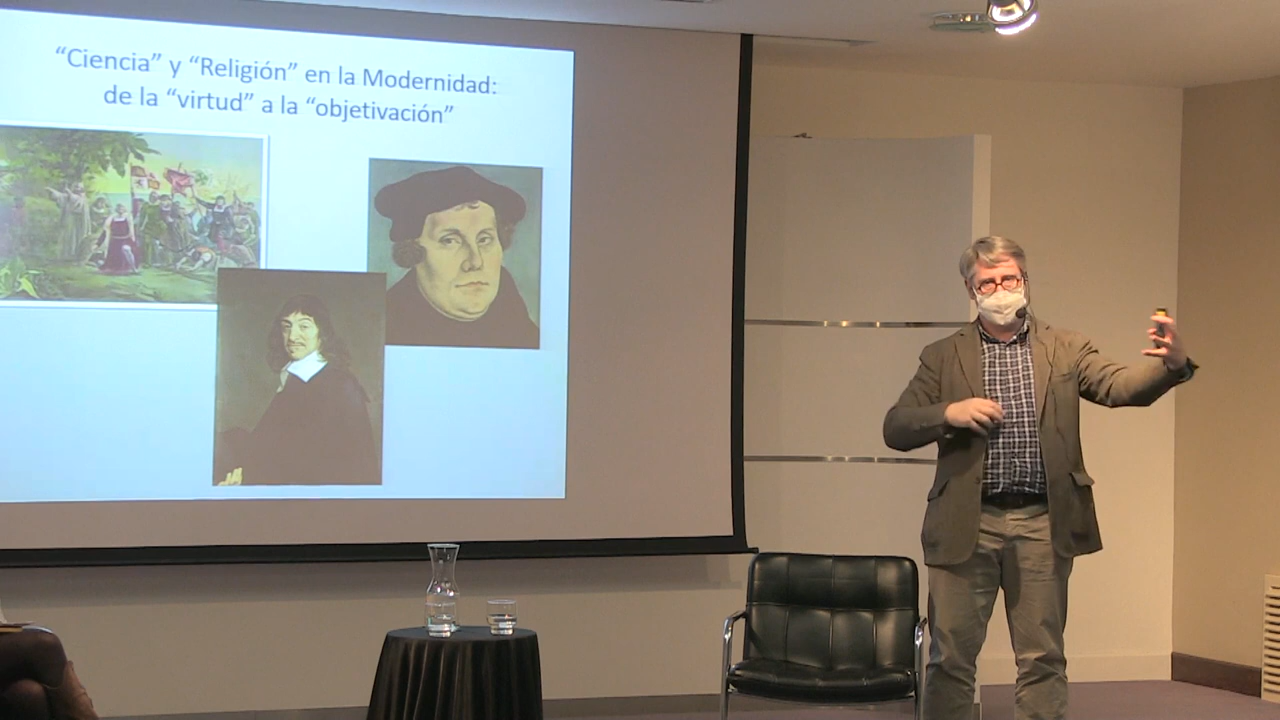 “Ciencia” y “Religión” en la Modernidad:
de la “virtud” a la “objetivación”